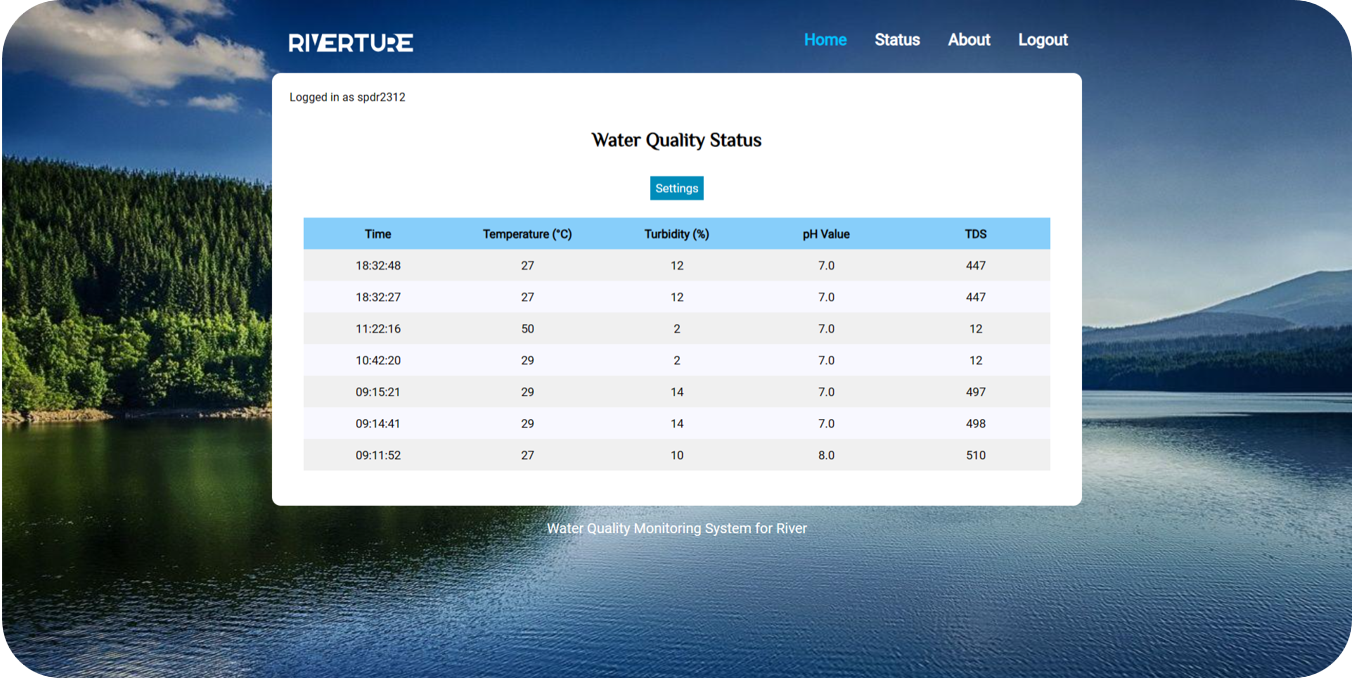 RIVERTURE
Home Status About Logout
Logged in as spdr2312
Water Quality Status
Settings
Time Temperature (°C) Turbidity (%) pH Value TDS
18:32:48 27 12 7.0 447
18:32:27 27 12 7.0 447
11:22:16 50 2 7.0 12
10:42:20 29 2 7.0 12
09:15:21 29 14 7.0 497
09:14:41 29 14 7.0 498
09:11:52 27 10 8.0 510
Water Quality Monitoring System for River